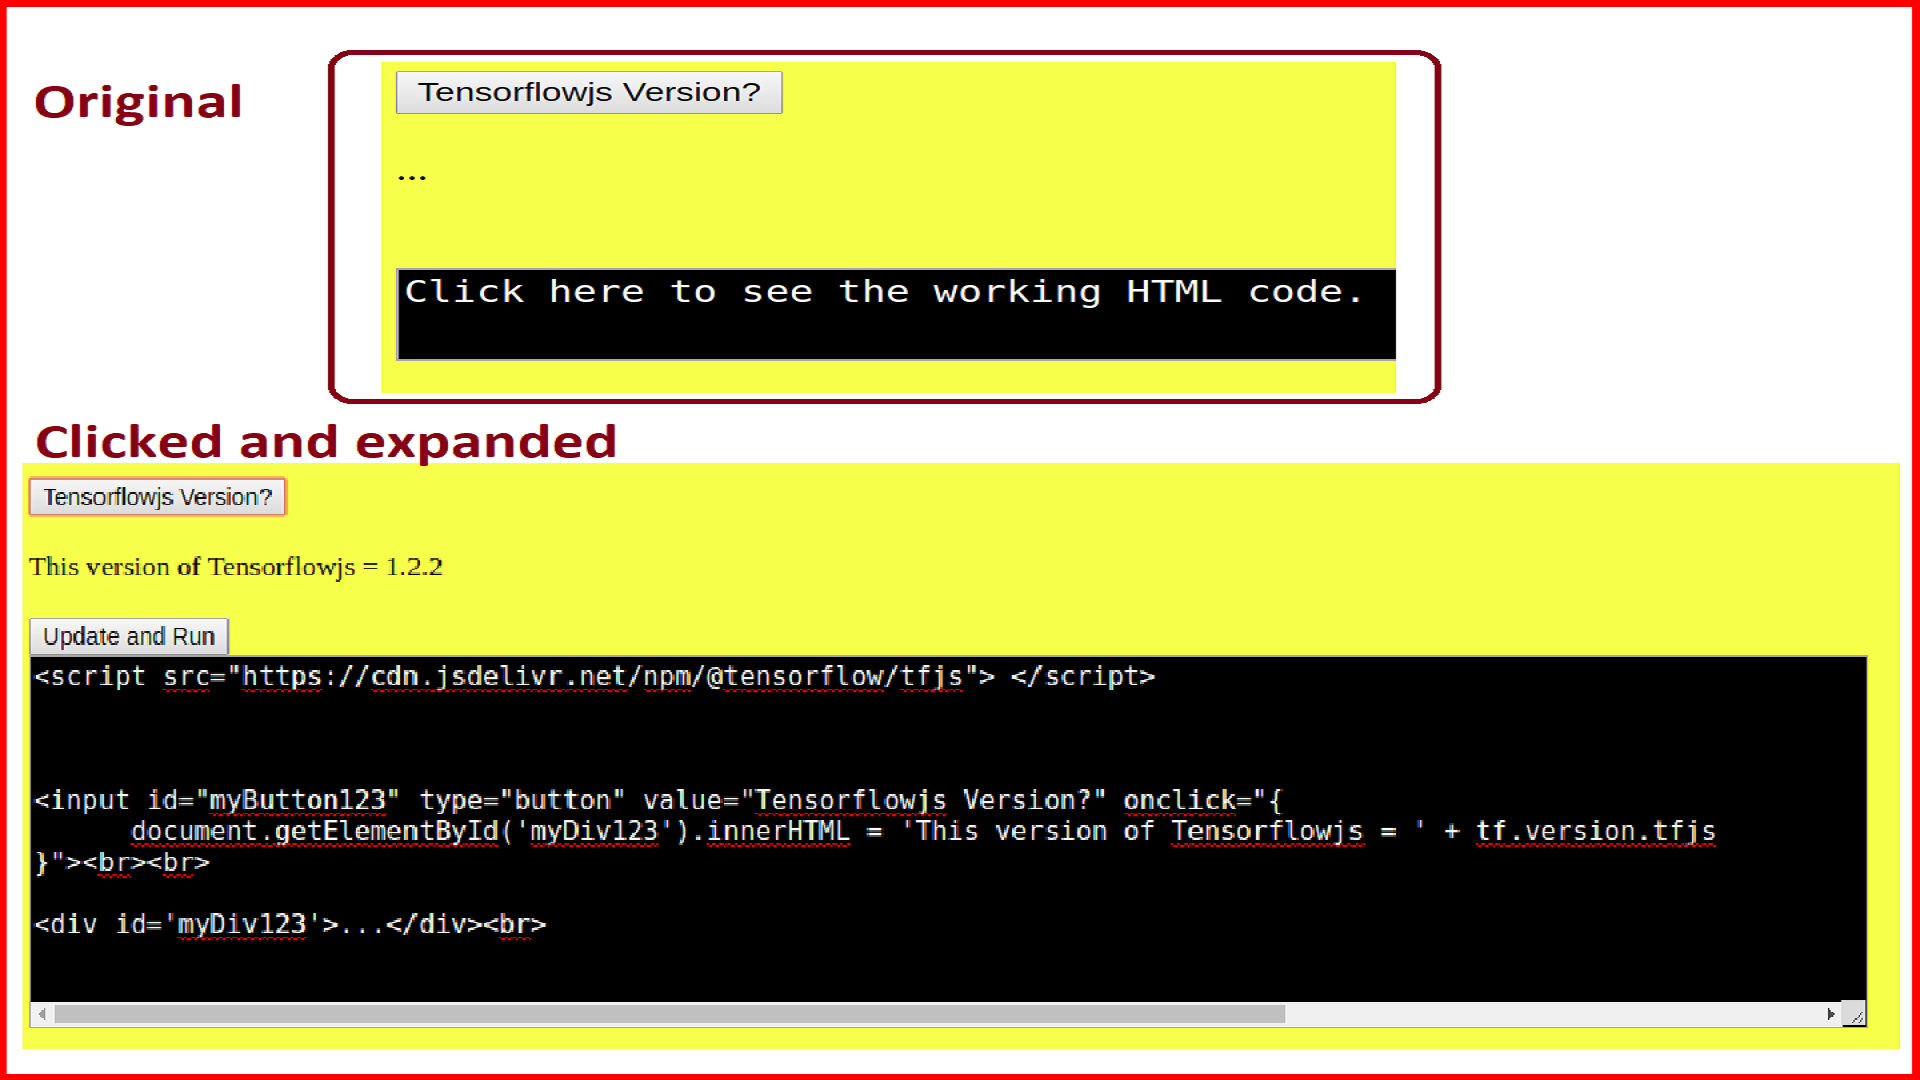 Original
Tensorflowjs Version?
...
Click here to see the working HTML code.
Clicked and expanded
Tensorflowjs Version?
This version of Tensorflowjs = 1.2.2
Update and Run
<script src="https://cdn.jsdelivr.net/npm/@tensorflow/tfjs"> </script>
<input id="myButton123" type="button" value="Tensorflowjs Version?" onclick="{
document.getElementById('myDiv123').innerHTML = 'This version of Tensorflowjs = ' + tf.version.tfjs
}"><br><br>
<div id='myDiv123'>...</div><br>